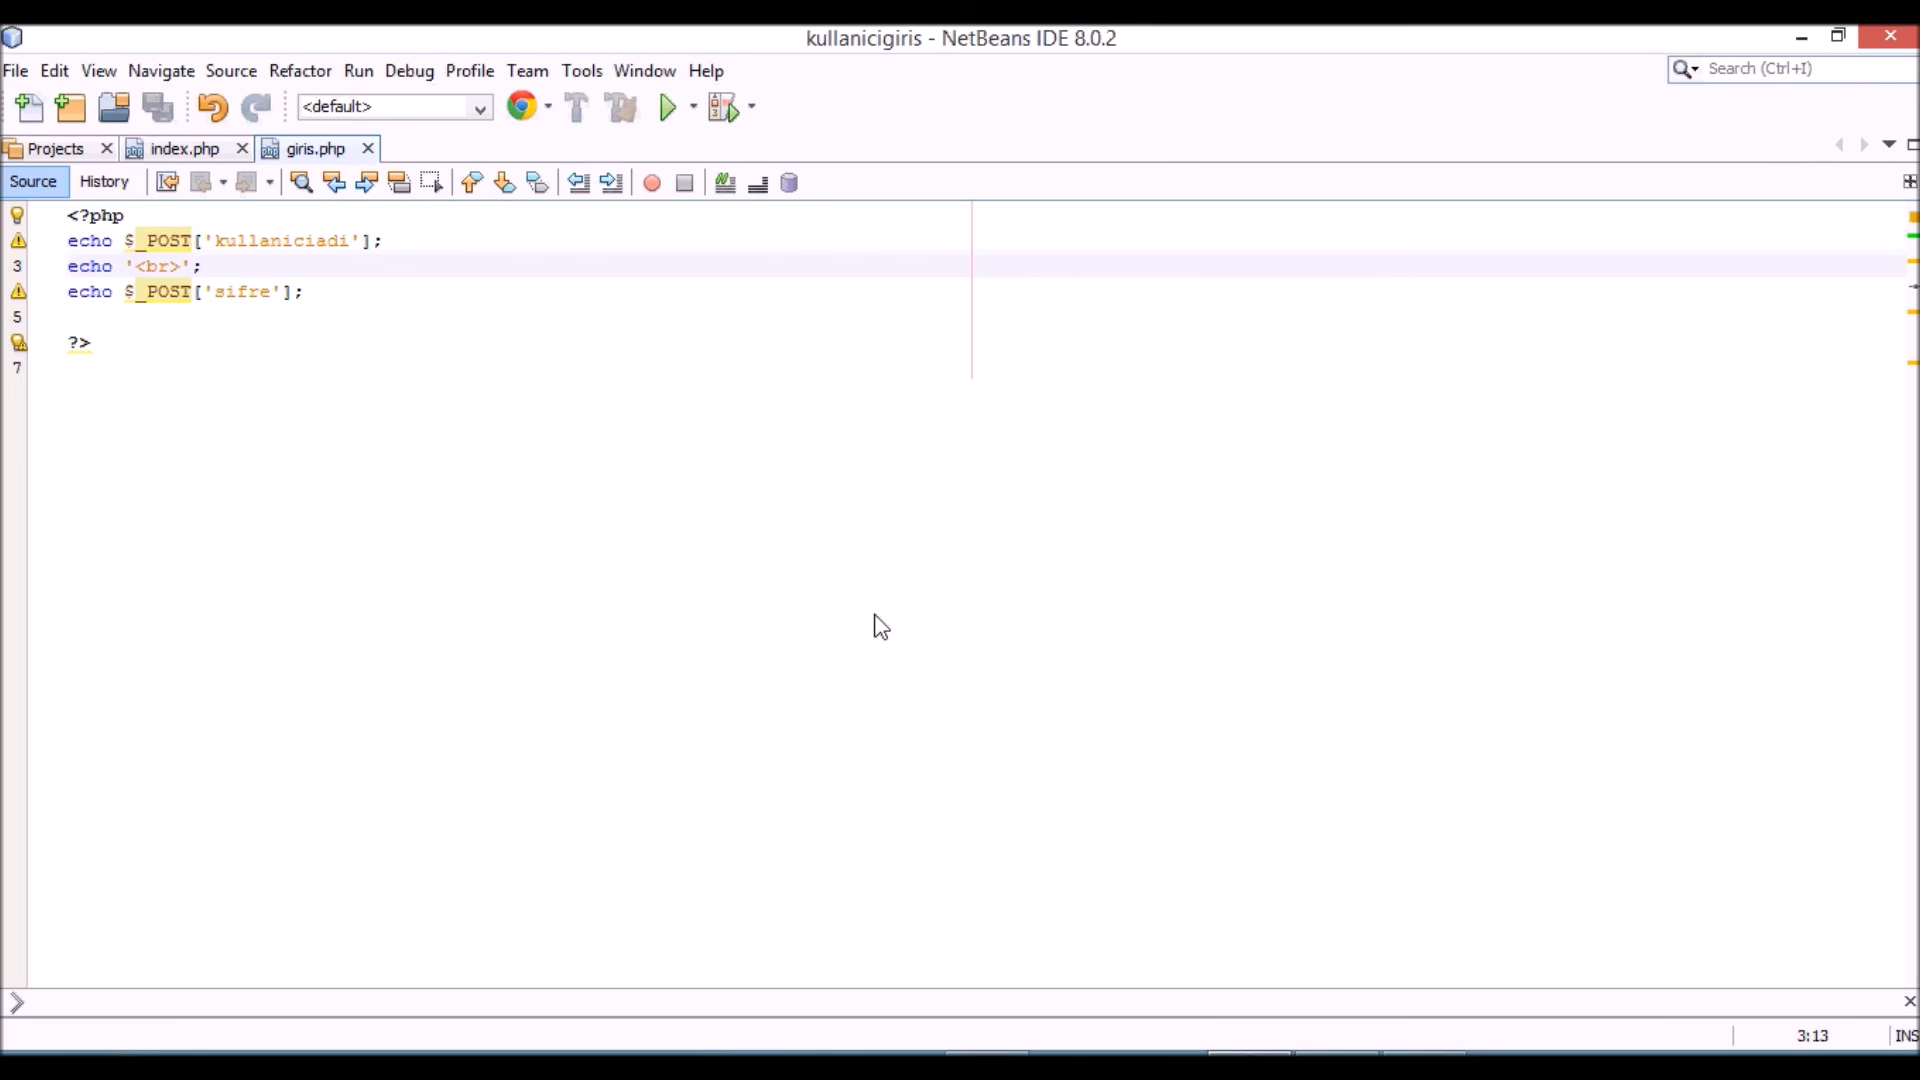 kullanicigiris - NetBeans IDE 8.0.2
File Edit View Navigate Source Refactor Run Debug Profile Team Tools Window Help
Search (Ctrl+I)
<default>
Projects index.php giris.php
Source History
<?php
echo $_POST['kullaniciadi'];
3 echo '<br>';
echo $_POST['sifre'];
5
?>
7
3:13 INS